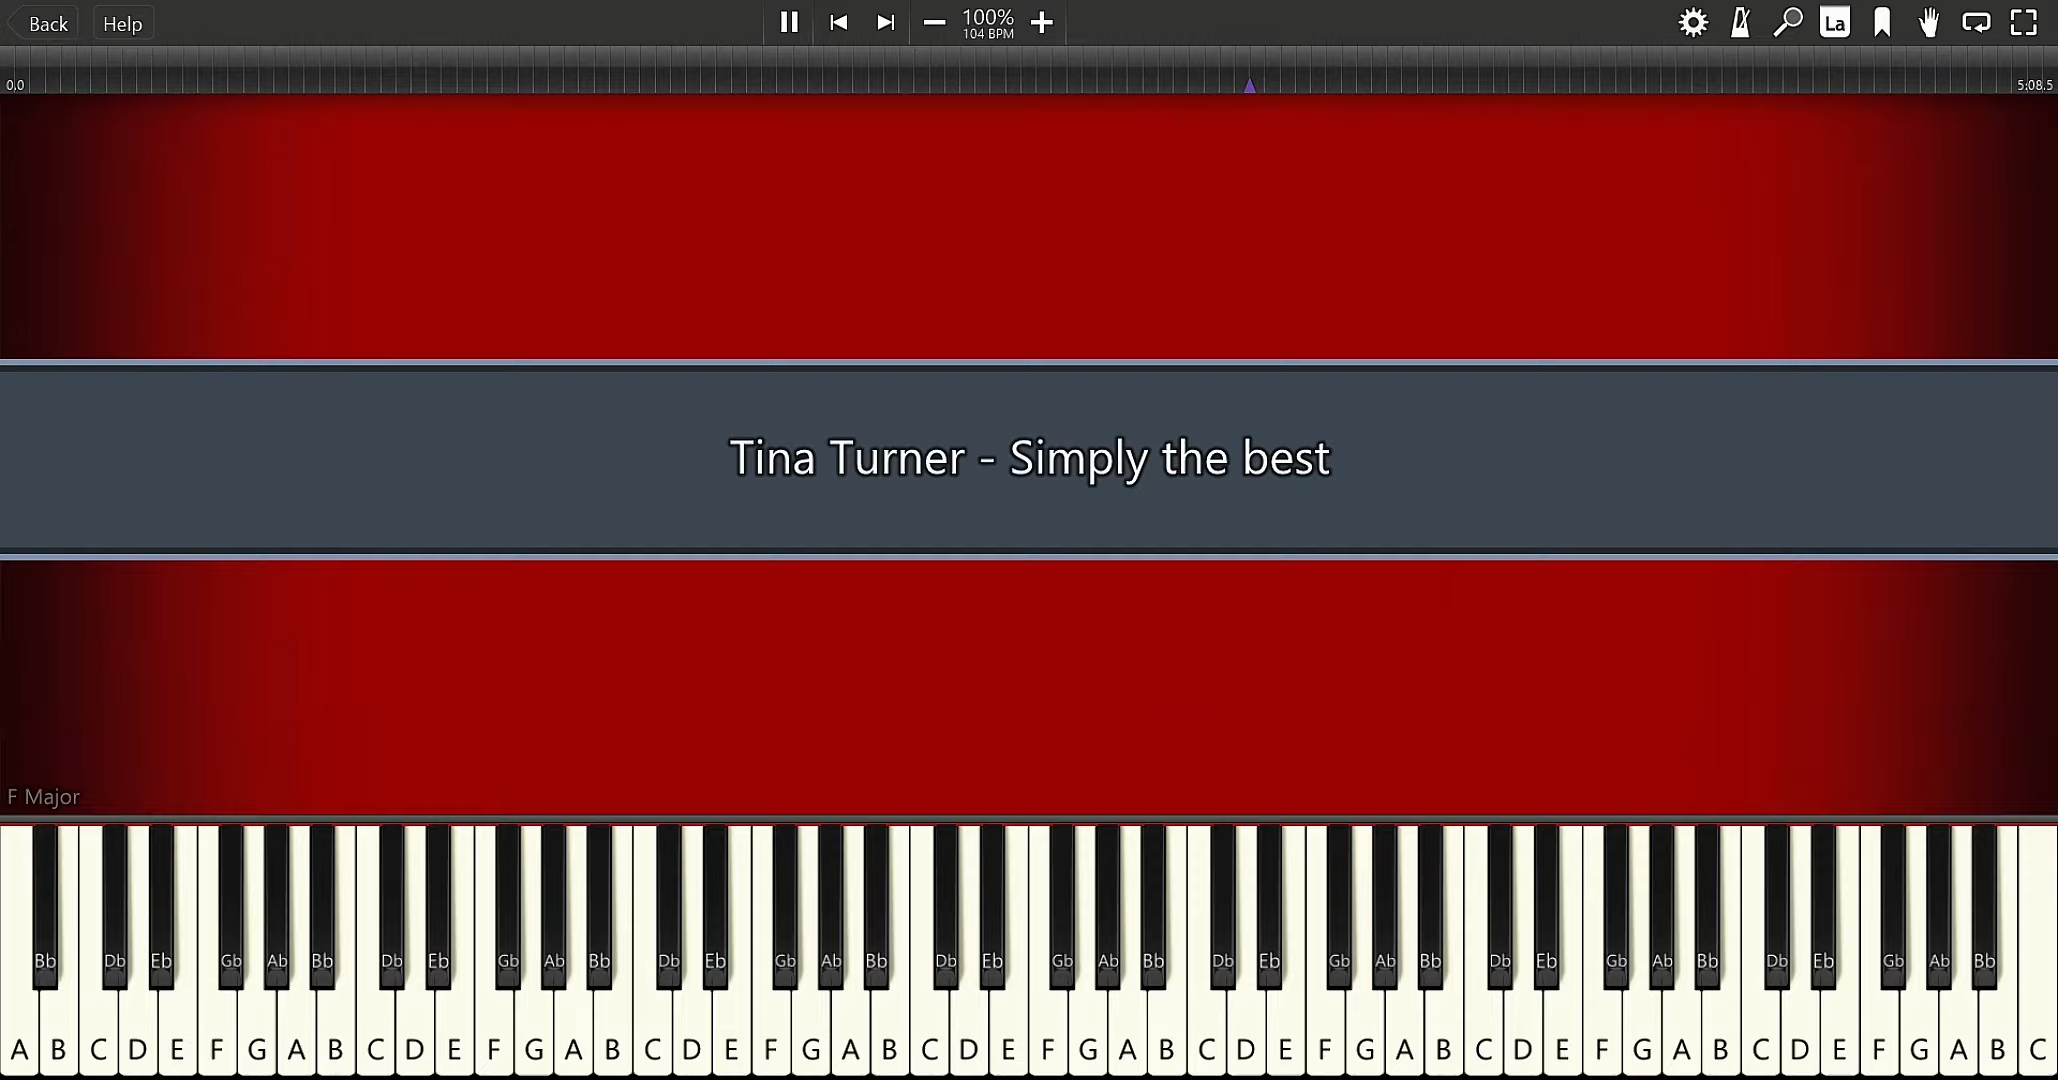 Back Help 100% La
104 BPM
0,0 5:08.5
Tina Turner - Simply the best
F Major
Bb Db Eb Gb Ab Bb Db Eb Gb Ab Bb Db Eb Gb Ab Bb Db Eb Gb Ab Bb Db Eb Gb Ab Bb Db Eb Gb Ab Bb Db Eb Gb Ab Bb
A B C D E F G A B C D E F G A B C D E F G A B C D E F G A B C D E F G A B C D E F G A B C D E F G A B C